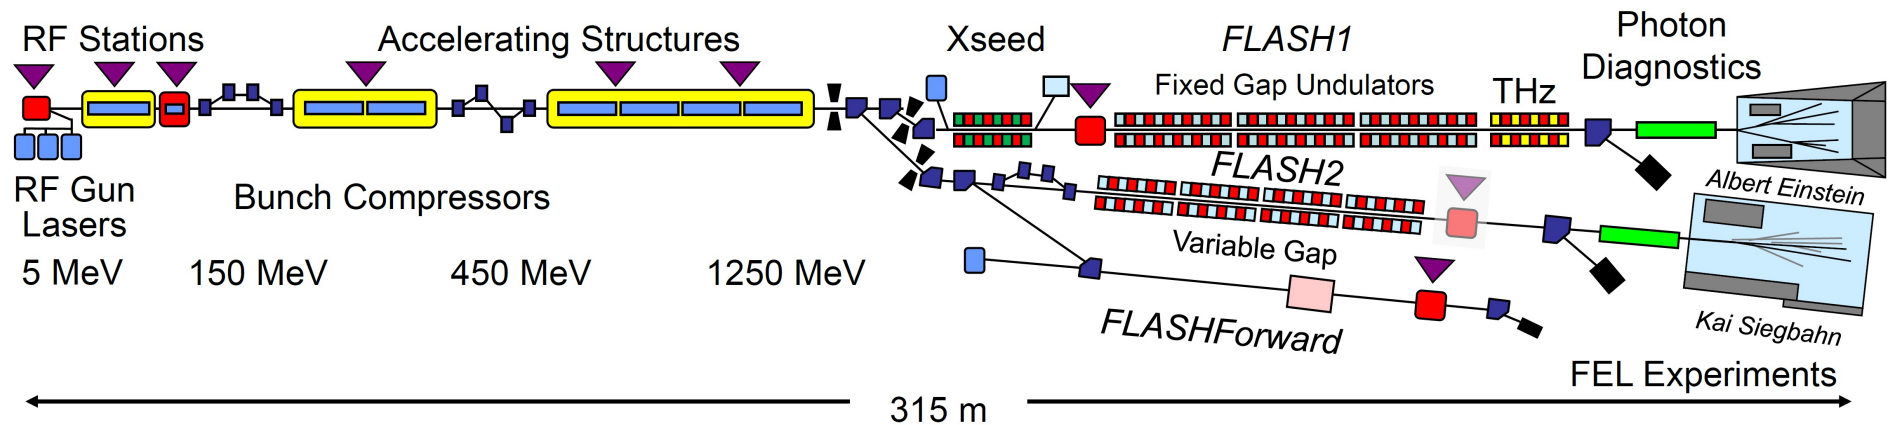 RF Stations
Accelerating Structures
Xseed
FLASH1
Photon
Diagnostics
Fixed Gap Undulators
THz
RF Gun
Lasers
Bunch Compressors
FLASH2
Albert Einstein
Variable Gap
5 MeV
150 MeV
450 MeV
1250 MeV
FLASHForward
Kai Siegbahn
FEL Experiments
315 m